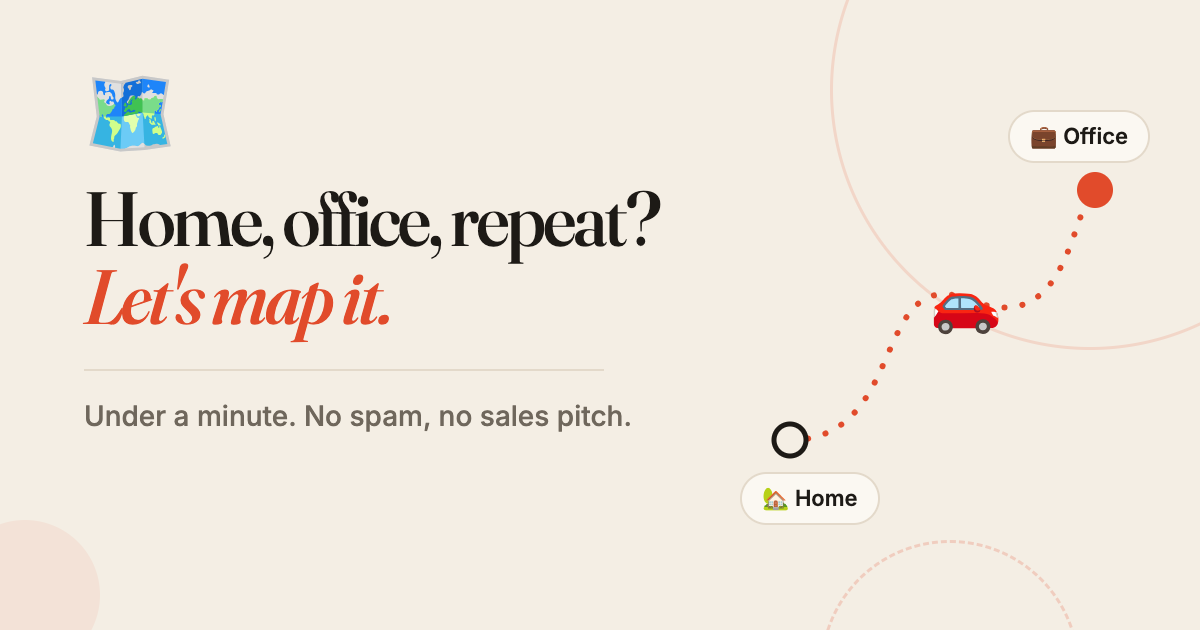 Home, office, repeat?
Let's map it.
Under a minute. No spam, no sales pitch.
Office
Home